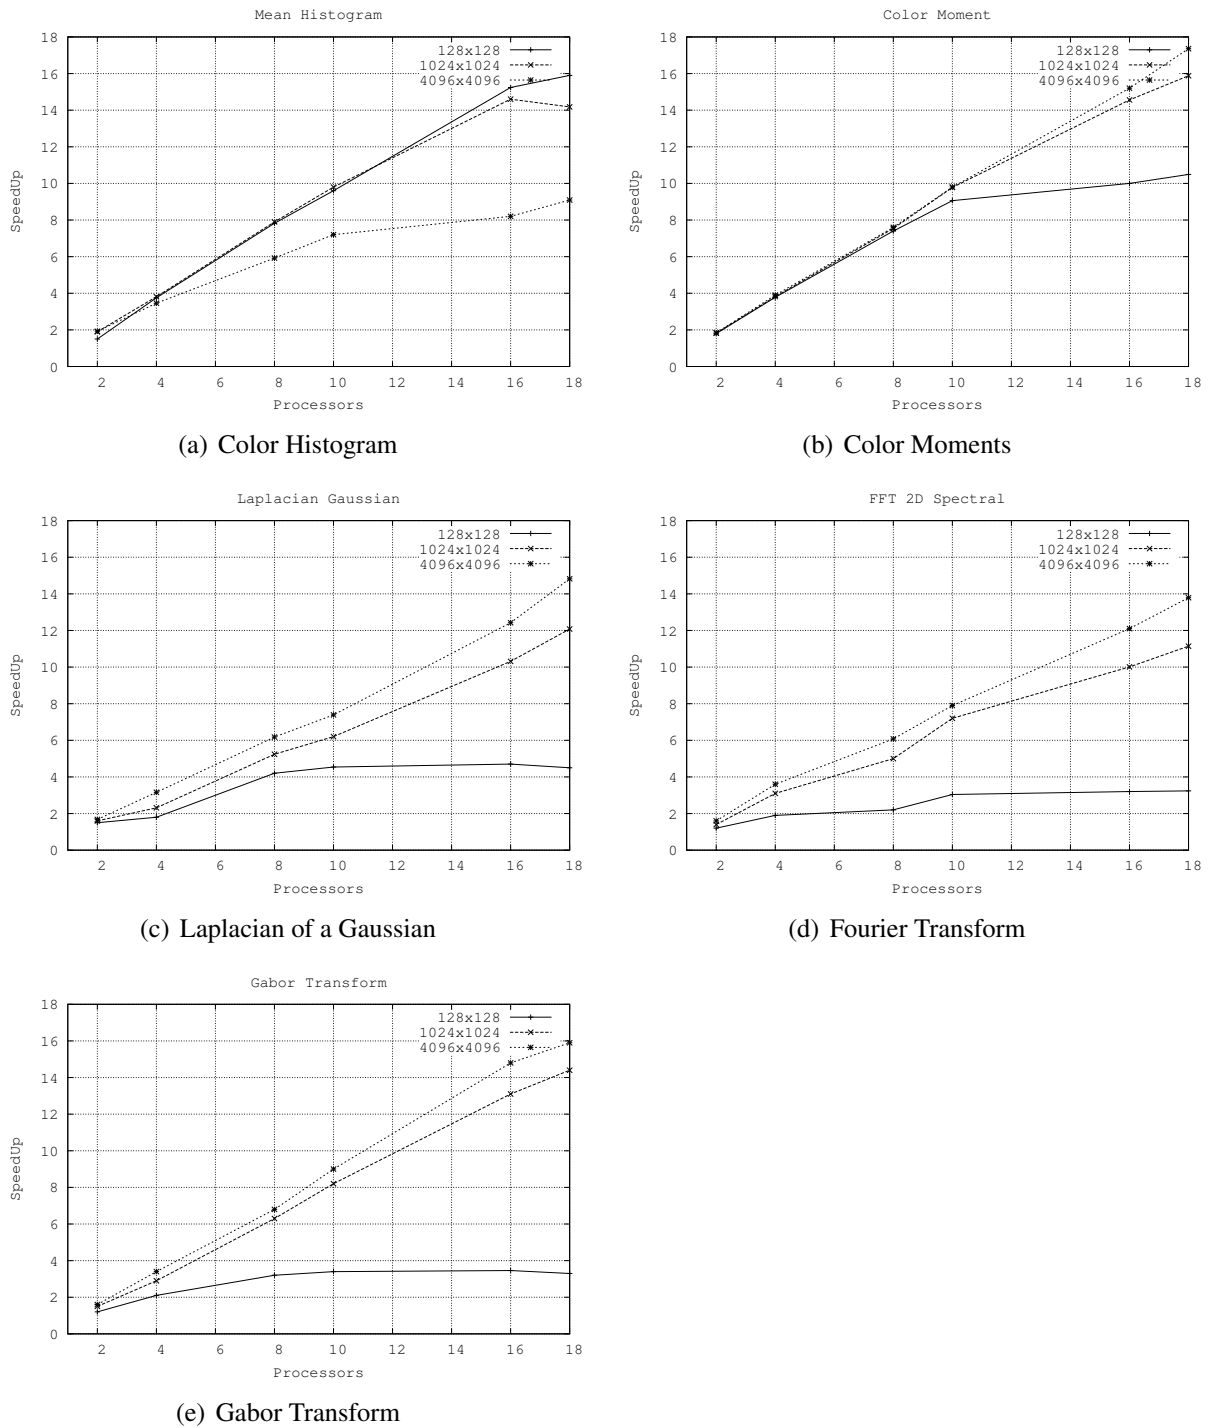 Mean Histogram
18
16
14
12
10
8
6
4
2
0
SpeedUp
128x128
1024x1024
4096x4096
2 4 6 8 10 12 14 16 18
Processors
(a) Color Histogram
Color Moment
18
16
14
12
10
8
6
4
2
0
SpeedUp
128x128
1024x1024
4096x4096
2 4 6 8 10 12 14 16 18
Processors
(b) Color Moments
Laplacian Gaussian
18
16
14
12
10
8
6
4
2
0
SpeedUp
128x128
1024x1024
4096x4096
2 4 6 8 10 12 14 16 18
Processors
(c) Laplacian of a Gaussian
FFT 2D Spectral
18
16
14
12
10
8
6
4
2
0
SpeedUp
128x128
1024x1024
4096x4096
2 4 6 8 10 12 14 16 18
Processors
(d) Fourier Transform
Gabor Transform
18
16
14
12
10
8
6
4
2
0
SpeedUp
128x128
1024x1024
4096x4096
2 4 6 8 10 12 14 16 18
Processors
(e) Gabor Transform